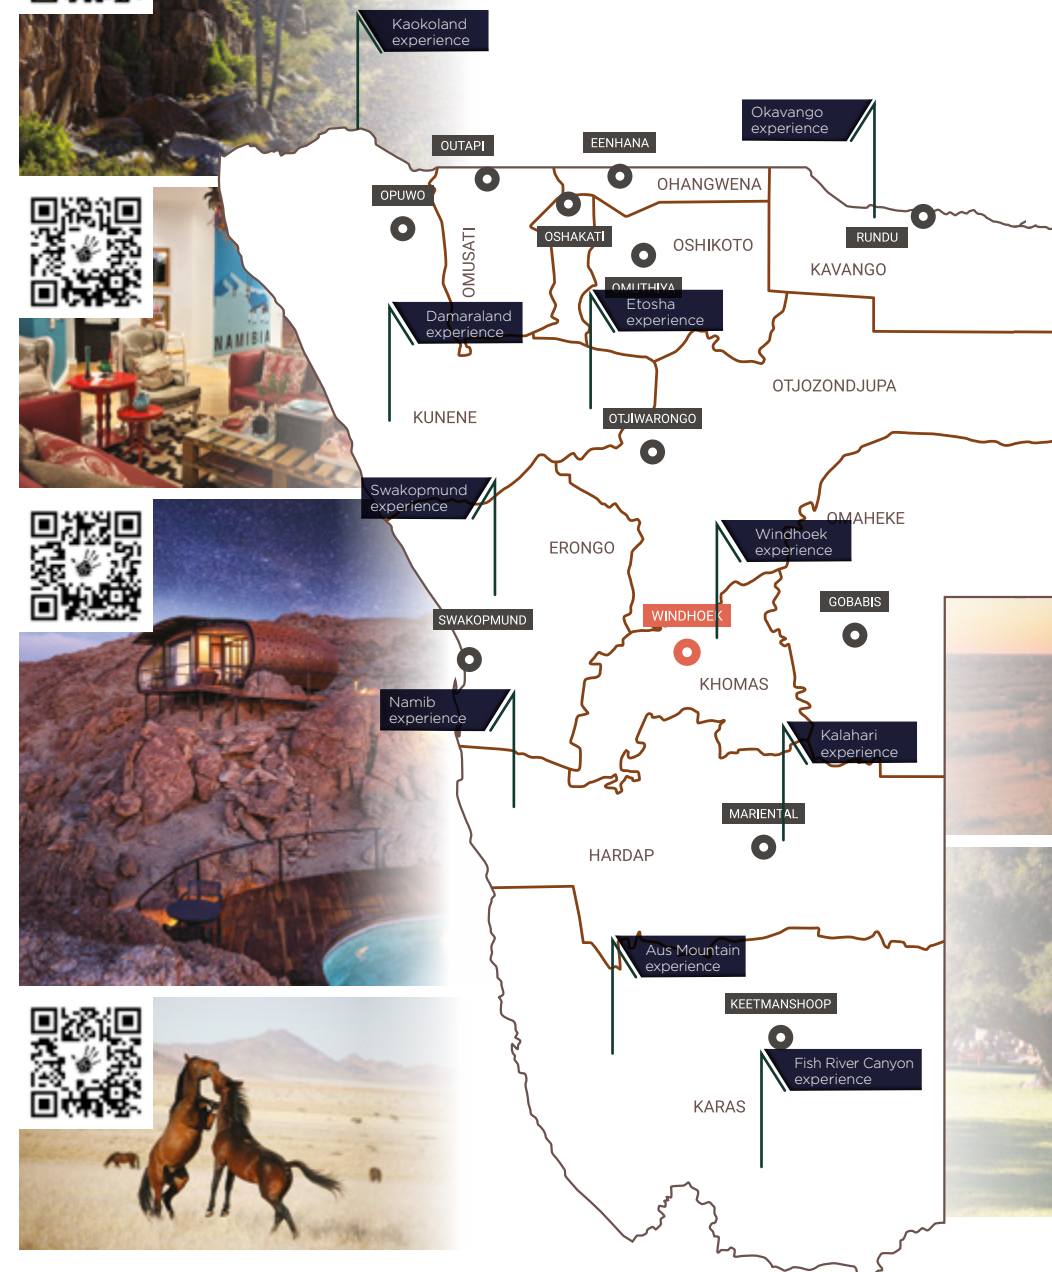 Kaokoland
experience
Okavango
experience
OUTAPI
EENHANA
OHANGWENA
OPUWO
OSHAKATI
OMUSATI
OSHIKOTO
RUNDU
KAVANGO
OMUTHIYA
Etosha
experience
Damaraland
experience
NAMIBIA
OTJOZONDJUPA
KUNENE
OTJIWARONGO
Swakopmund
experience
OMAHEKE
Windhoek
experience
ERONGO
GOBABIS
SWAKOPMUND
WINDHOEK
KHOMAS
Namib
experience
Kalahari
experience
MARIENTAL
HARDAP
Aus Mountain
experience
KEETMANSHOOP
Fish River Canyon
experience
KARAS